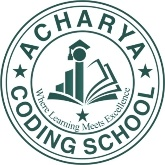 ACHARYA
Where Learning Meets Excellence
CODING SCHOOL